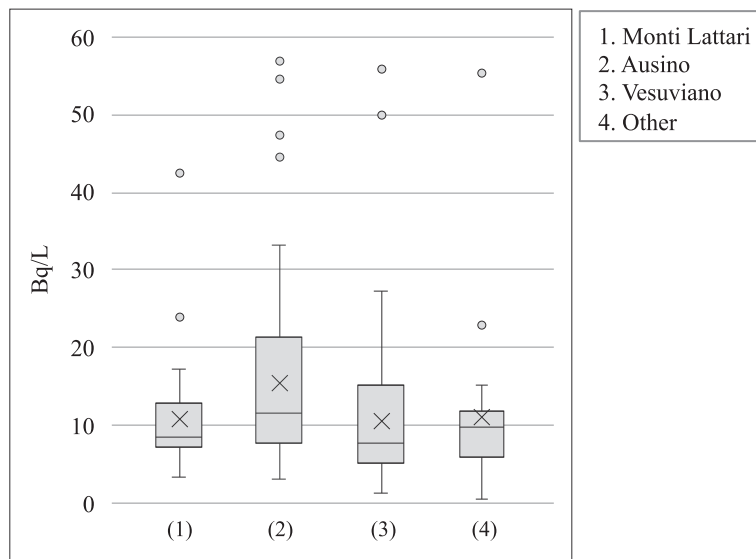 60
50
40
30
20
10
0
Bq/L
(1) (2) (3) (4)
1. Monti Lattari
2. Ausino
3. Vesuviano
4. Other